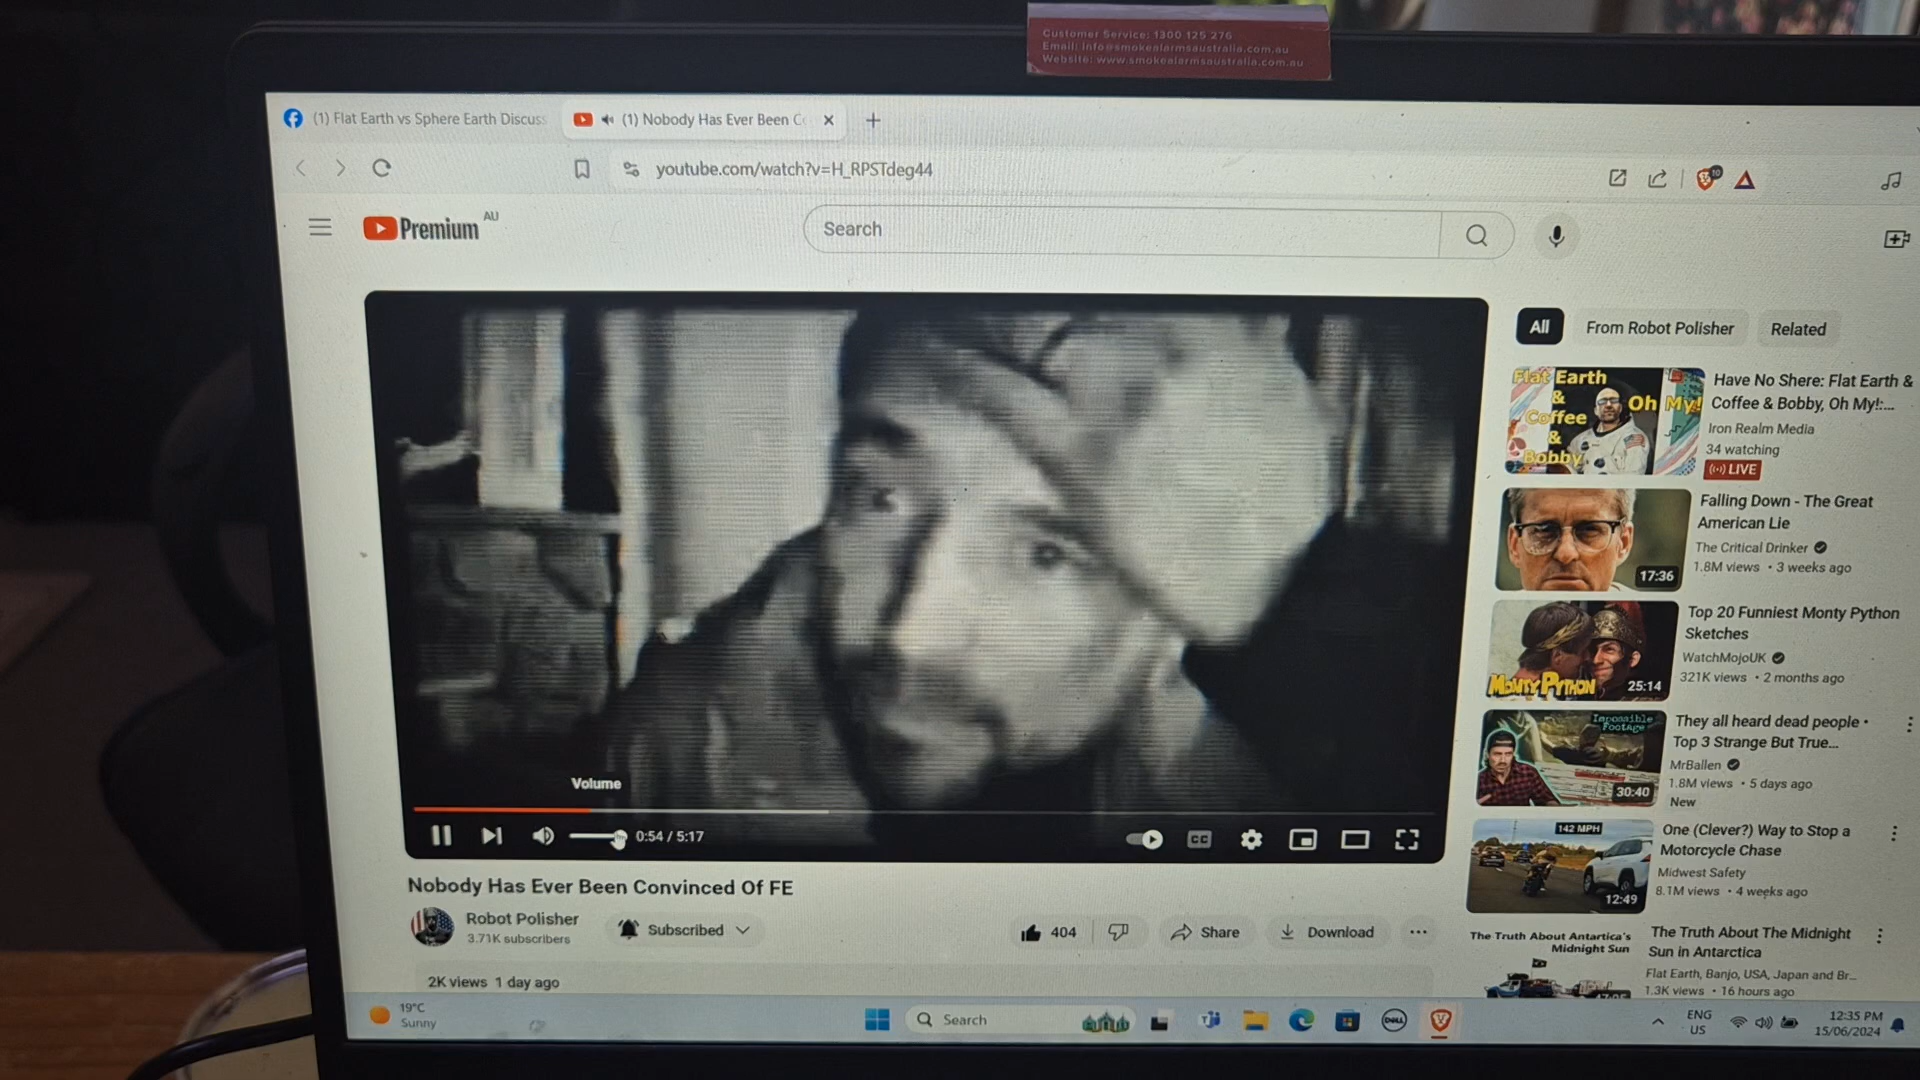 Customer Service: 1300 125 276
Email: info@smokealarmsaustralia.com.au
Website: www.smokealarmsaustralia.com.au
(1) Flat Earth vs Sphere Earth Discuss
(1) Nobody Has Ever Been Co
youtube.com/watch?v=H_RPSTdeg44
10
Premium AU
Search
All
From Robot Polisher
Related
Flat Earth
&
Coffee
&
Bobby
Oh My!
Have No Shere: Flat Earth &
Coffee & Bobby, Oh My!:...
Iron Realm Media
34 watching
LIVE
17:36
Falling Down - The Great
American Lie
The Critical Drinker
1.8M views • 3 weeks ago
MONTY PYTHON
25:14
Top 20 Funniest Monty Python
Sketches
WatchMojoUK
321K views • 2 months ago
Impossible
Footage
30:40
They all heard dead people •
Top 3 Strange But True...
MrBallen
1.8M views • 5 days ago
New
142 MPH
12:49
One (Clever?) Way to Stop a
Motorcycle Chase
Midwest Safety
8.1M views • 4 weeks ago
The Truth About Antartica's
Midnight Sun
The Truth About The Midnight
Sun in Antarctica
Flat Earth, Banjo, USA, Japan and Br...
1.3K views • 16 hours ago
Volume
0:54 / 5:17
CC
Nobody Has Ever Been Convinced Of FE
Robot Polisher
3.71K subscribers
Subscribed
404
Share
Download
2K views 1 day ago
19°C
Sunny
Search
DELL
ENG
US
12:35 PM
15/06/2024